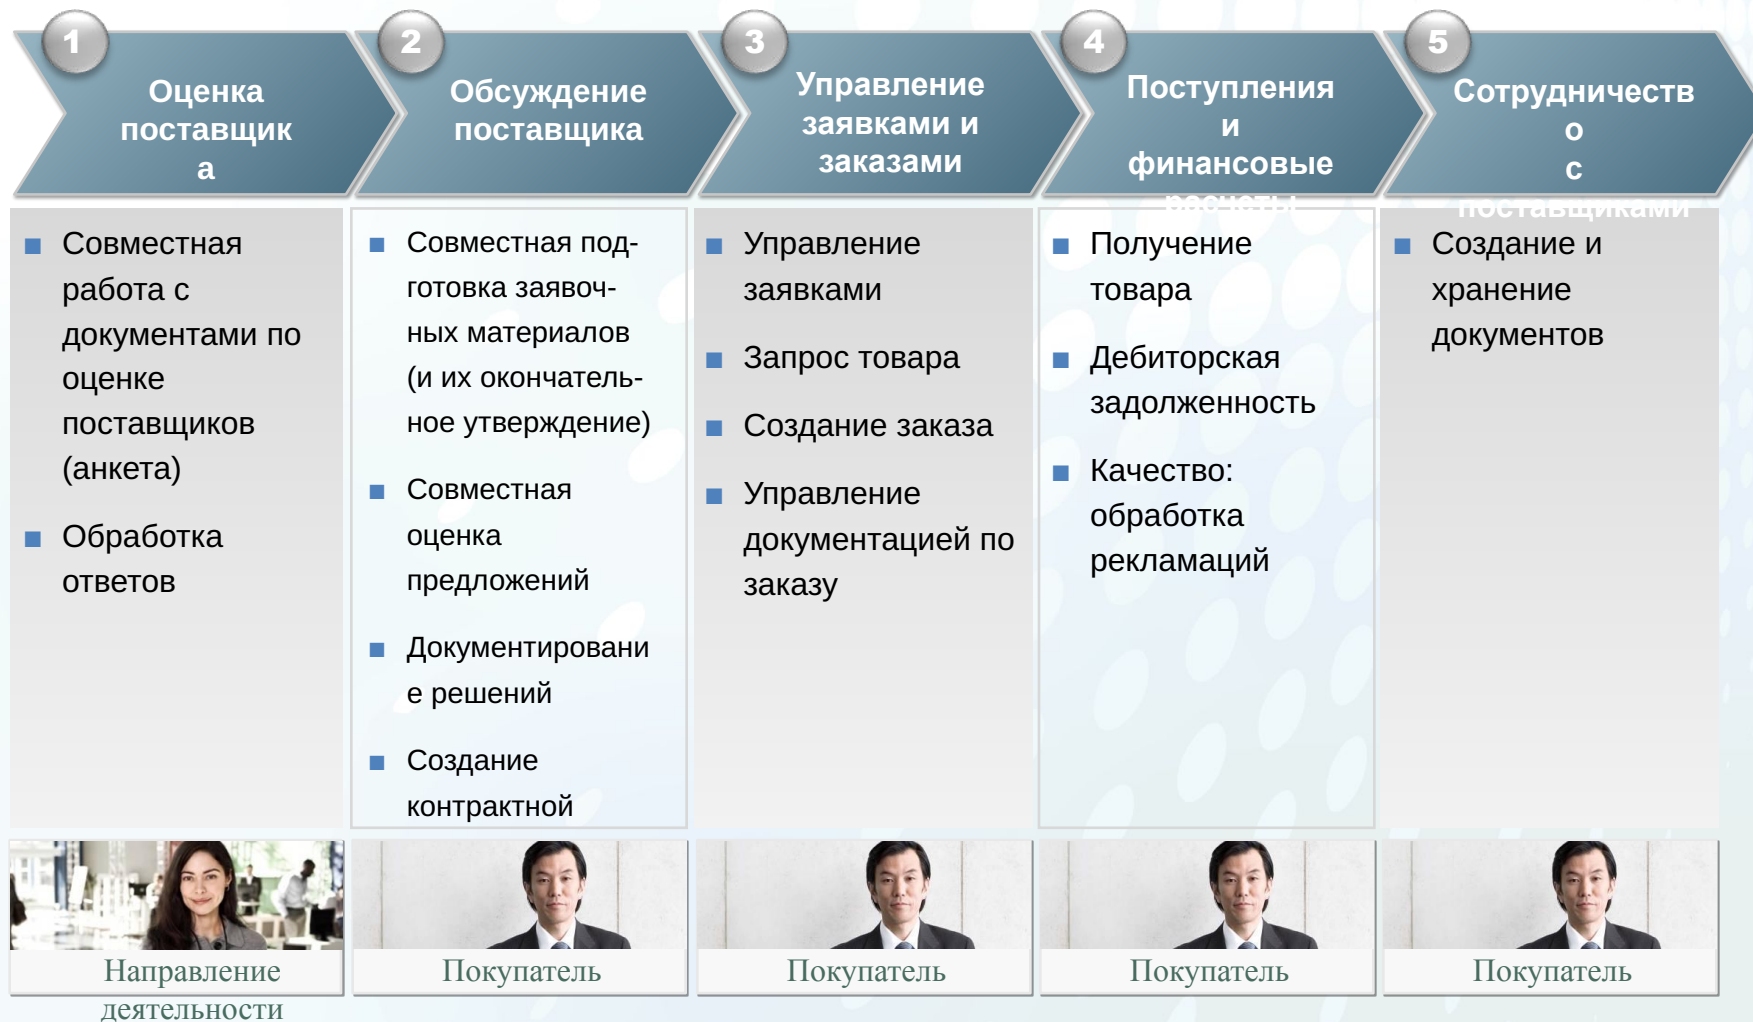 1
Оценка
поставщик
а
2
Обсуждение
поставщика
3
Управление
заявками и
заказами
4
Поступления
и
финансовые
расчеты
5
Сотрудничеств
о
с
поставщиками
Совместная
работа с
документами по
оценке
поставщиков
(анкета)
Обработка
ответов
Совместная под-
готовка заявоч-
ных материалов
(и их окончатель-
ное утверждение)
Совместная
оценка
предложений
Документировани
е решений
Создание
контрактной
Управление
заявками
Запрос товара
Создание заказа
Управление
документацией по
заказу
Получение
товара
Дебиторская
задолженность
Качество:
обработка
рекламаций
Создание и
хранение
документов
Направление
деятельности
Покупатель
Покупатель
Покупатель
Покупатель